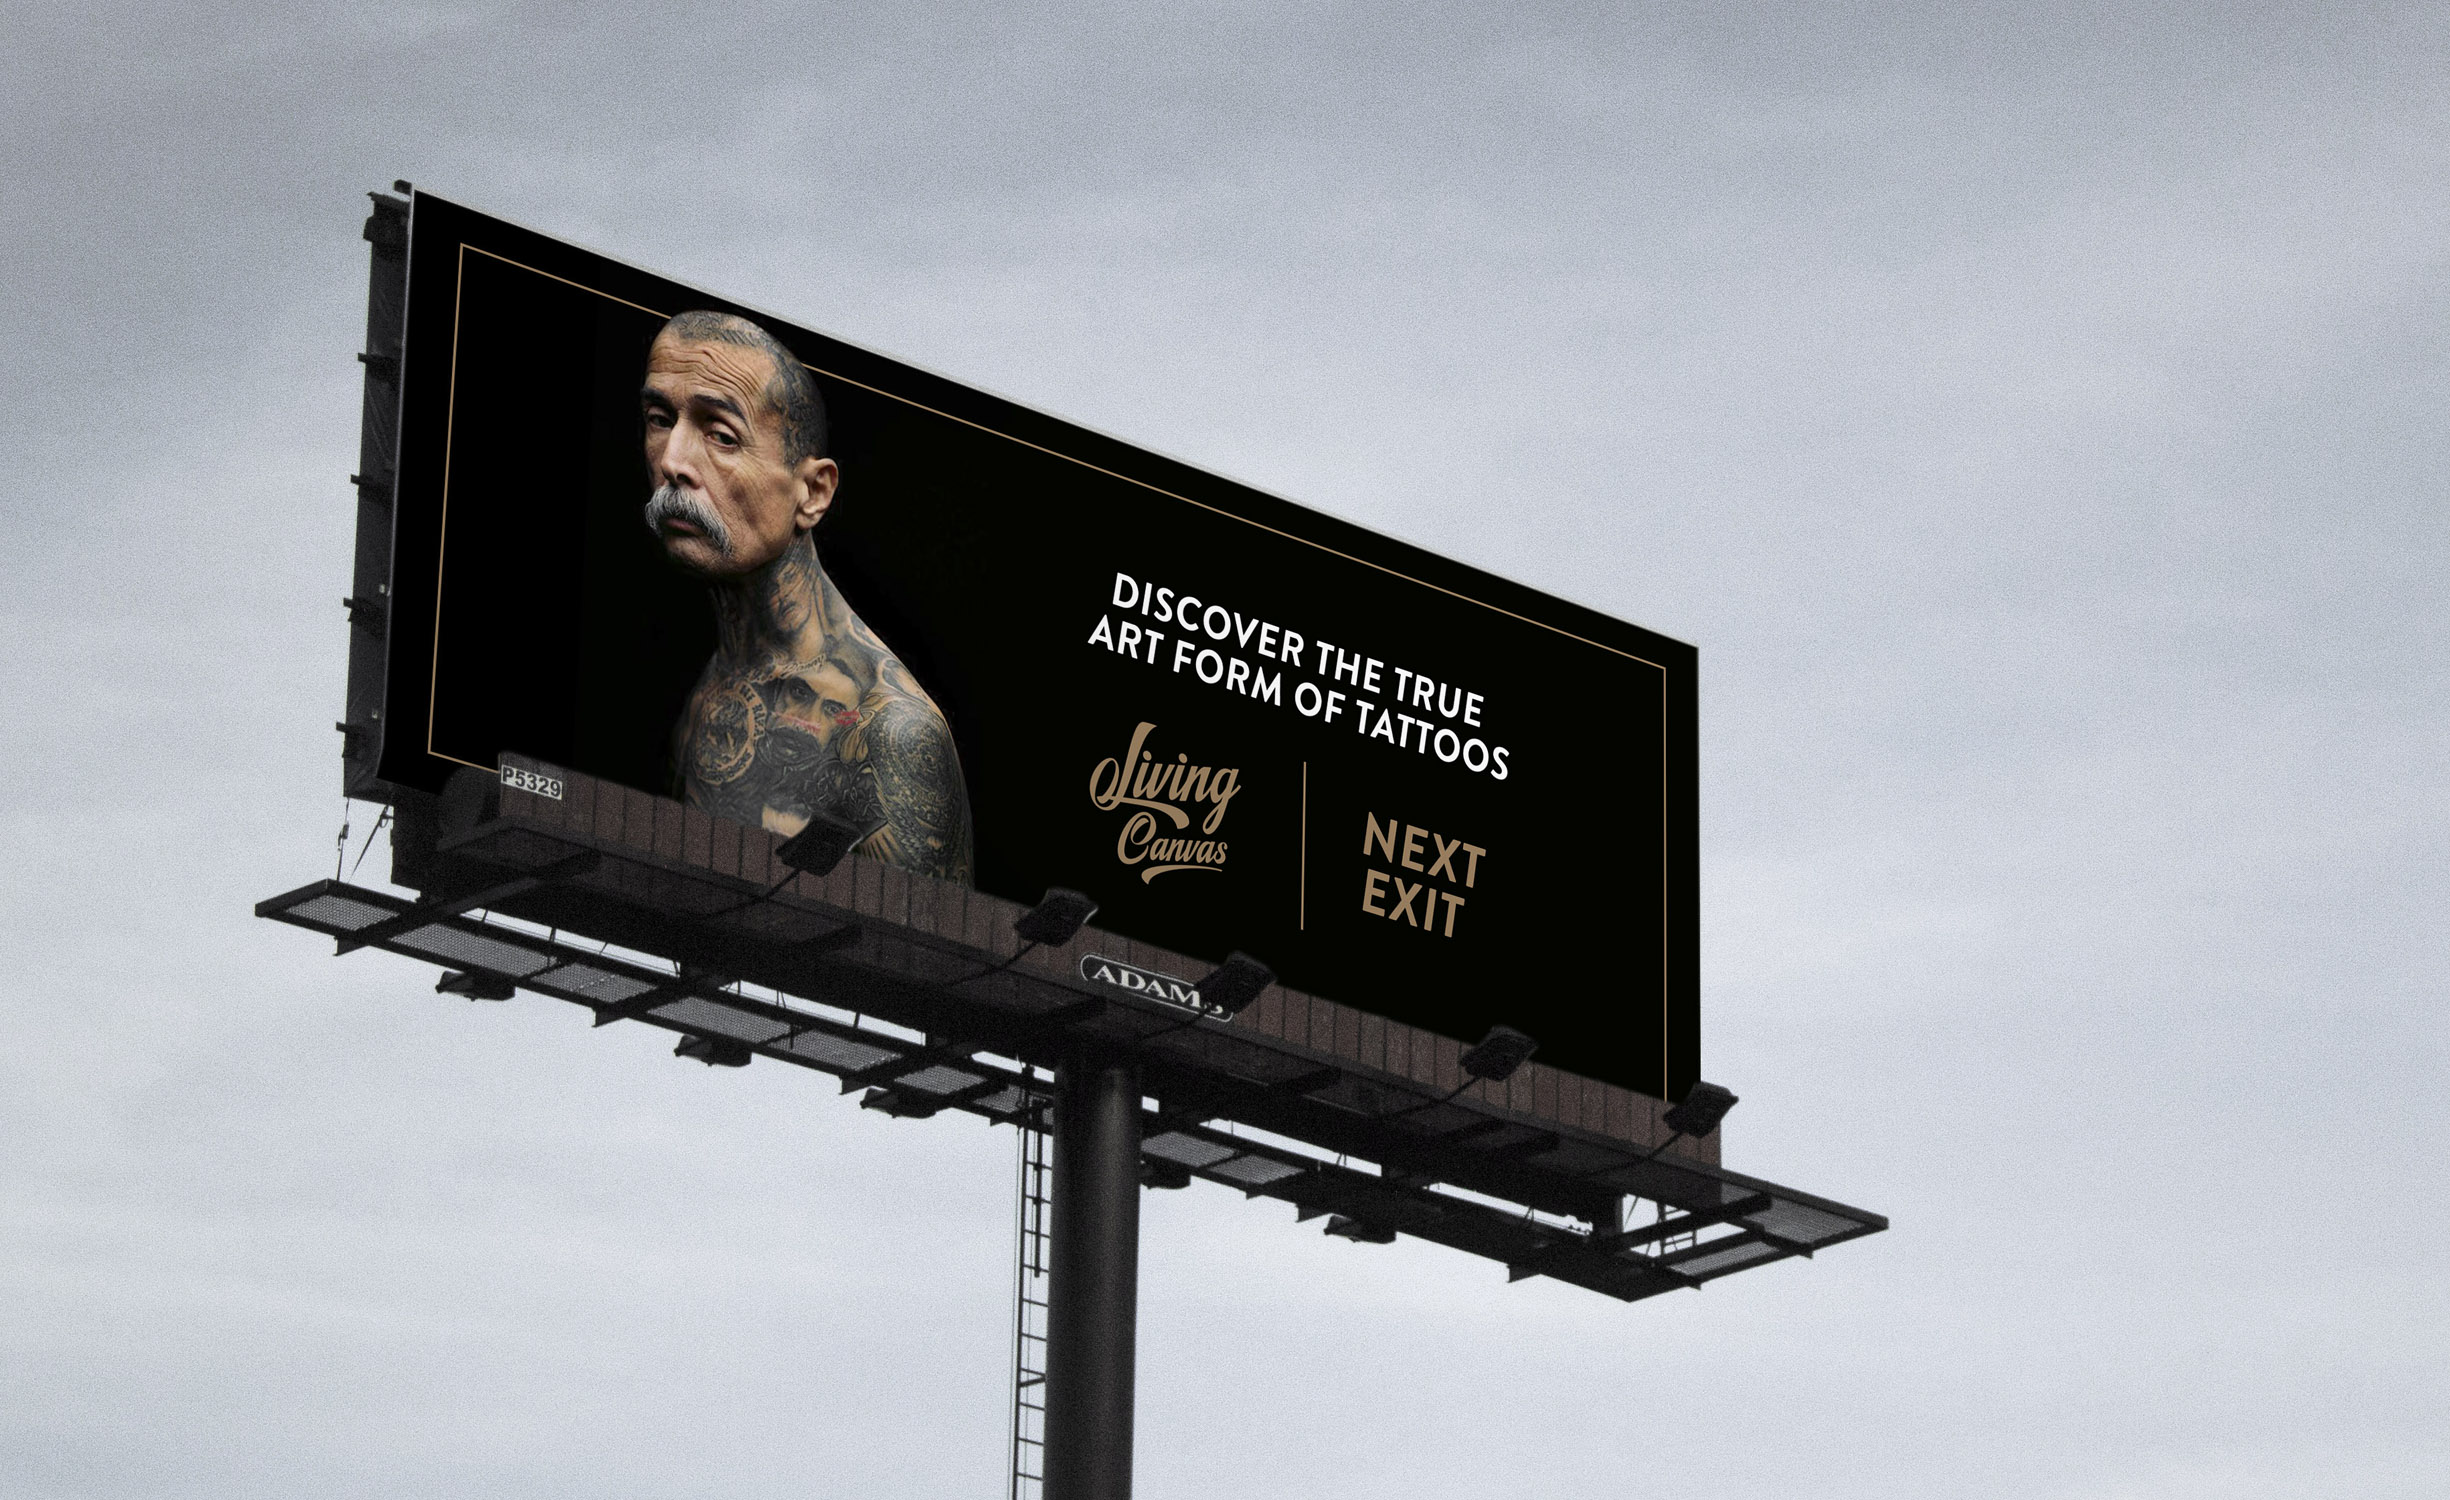 DISCOVER THE TRUE
ART FORM OF TATTOOS
Living
Canvas
NEXT
EXIT
P5329
ADAMS